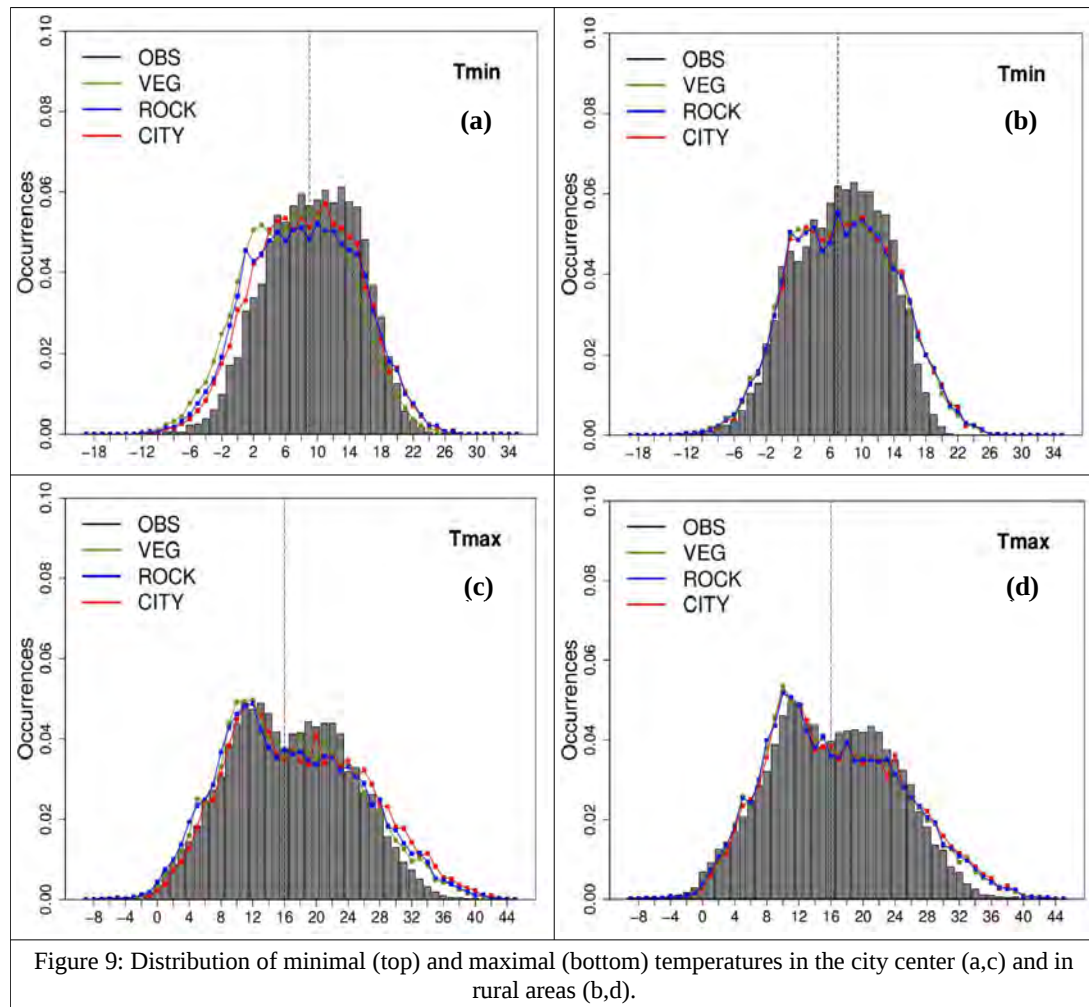 0.10
0.08
0.06
0.04
0.02
0.00
Occurrences
OBS
VEG
ROCK
CITY
Tmin
(a)
−18 −12 −6 −2 2 6 10 14 18 22 26 30 34
0.10
0.08
0.06
0.04
0.02
0.00
Occurrences
OBS
VEG
ROCK
CITY
Tmin
(b)
−18 −12 −6 −2 2 6 10 14 18 22 26 30 34
0.10
0.08
0.06
0.04
0.02
0.00
Occurrences
OBS
VEG
ROCK
CITY
Tmax
(c)
−8 −4 0 4 8 12 16 20 24 28 32 36 40 44
0.10
0.08
0.06
0.04
0.02
0.00
Occurrences
OBS
VEG
ROCK
CITY
Tmax
(d)
−8 −4 0 4 8 12 16 20 24 28 32 36 40 44
Figure 9: Distribution of minimal (top) and maximal (bottom) temperatures in the city center (a,c) and in
rural areas (b,d).